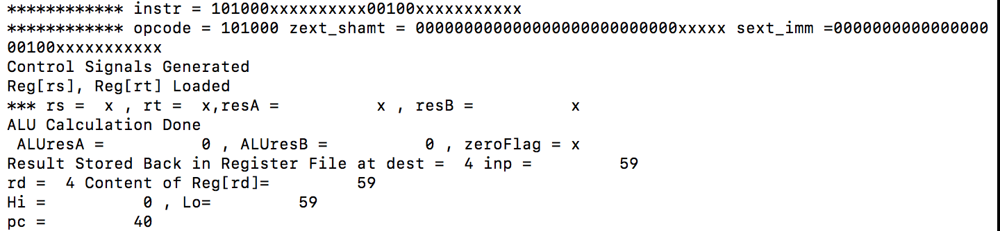 ************ instr = 101000xxxxxxxxxx00100xxxxxxxxxxx
************ opcode = 101000 zext_shamt = 000000000000000000000000000xxxxx sext_imm =0000000000000000
00100xxxxxxxxxxx
Control Signals Generated
Reg[rs], Reg[rt] Loaded
*** rs =  x , rt =  x,resA =          x , resB =          x
ALU Calculation Done
 ALUresA =          0 , ALUresB =          0 , zeroFlag = x
Result Stored Back in Register File at dest =  4 inp =         59
rd =  4 Content of Reg[rd]=         59
Hi =          0 , Lo=         59
pc =         40